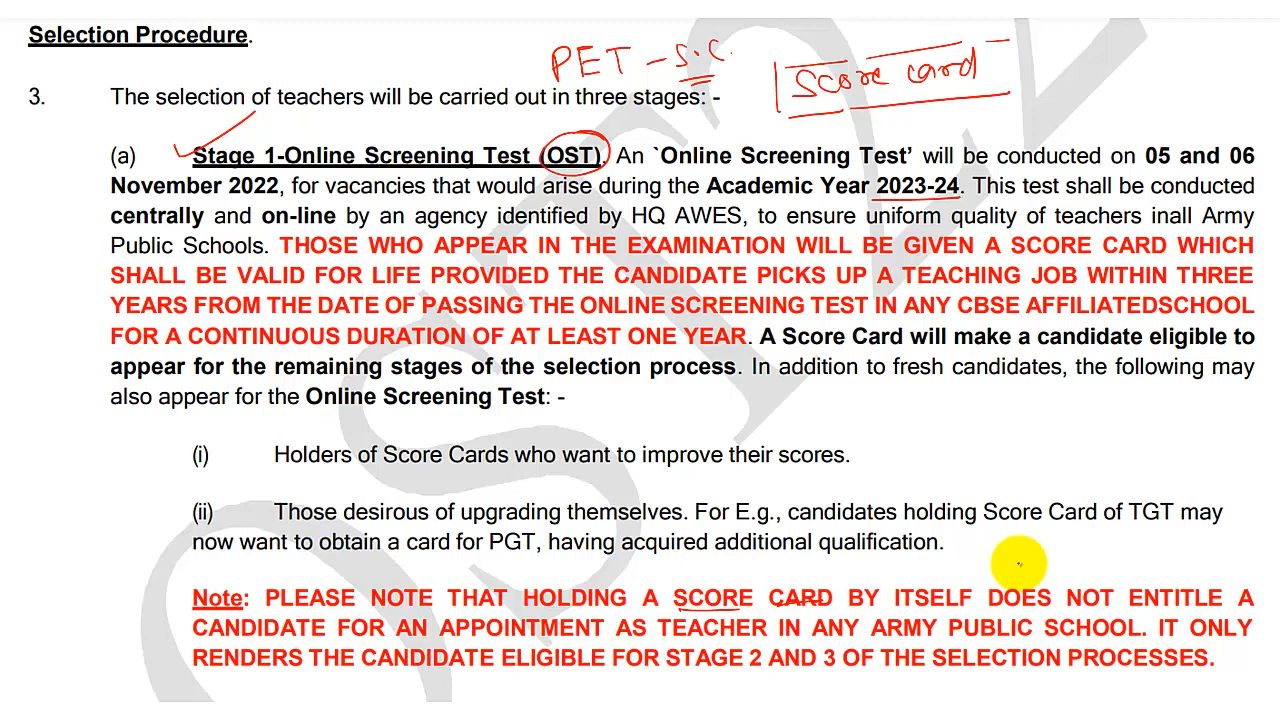 Selection Procedure.
PET - S.C.
Score card
3. The selection of teachers will be carried out in three stages: -
(a) Stage 1-Online Screening Test (OST). An `Online Screening Test’ will be conducted on 05 and 06
November 2022, for vacancies that would arise during the Academic Year 2023-24. This test shall be conducted
centrally and on-line by an agency identified by HQ AWES, to ensure uniform quality of teachers inall Army
Public Schools. THOSE WHO APPEAR IN THE EXAMINATION WILL BE GIVEN A SCORE CARD WHICH
SHALL BE VALID FOR LIFE PROVIDED THE CANDIDATE PICKS UP A TEACHING JOB WITHIN THREE
YEARS FROM THE DATE OF PASSING THE ONLINE SCREENING TEST IN ANY CBSE AFFILIATEDSCHOOL
FOR A CONTINUOUS DURATION OF AT LEAST ONE YEAR. A Score Card will make a candidate eligible to
appear for the remaining stages of the selection process. In addition to fresh candidates, the following may
also appear for the Online Screening Test: -
(i) Holders of Score Cards who want to improve their scores.
(ii) Those desirous of upgrading themselves. For E.g., candidates holding Score Card of TGT may
now want to obtain a card for PGT, having acquired additional qualification.
Note: PLEASE NOTE THAT HOLDING A SCORE CARD BY ITSELF DOES NOT ENTITLE A
CANDIDATE FOR AN APPOINTMENT AS TEACHER IN ANY ARMY PUBLIC SCHOOL. IT ONLY
RENDERS THE CANDIDATE ELIGIBLE FOR STAGE 2 AND 3 OF THE SELECTION PROCESSES.